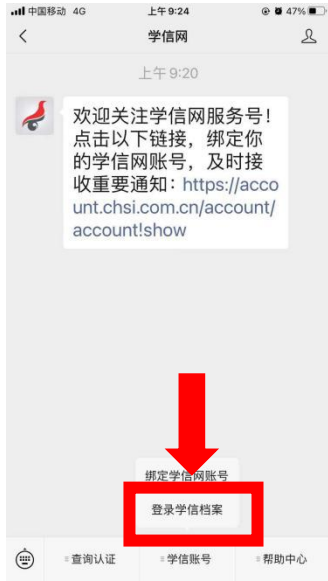 中国移动 4G 上午9:24 47%
学信网
上午 9:20
欢迎关注学信网服务号！
点击以下链接，绑定你
的学信网账号，及时接
收重要通知：https://acco
unt.chsi.com.cn/account/
account!show
绑定学信网账号
登录学信档案
查询认证 学信账号 帮助中心